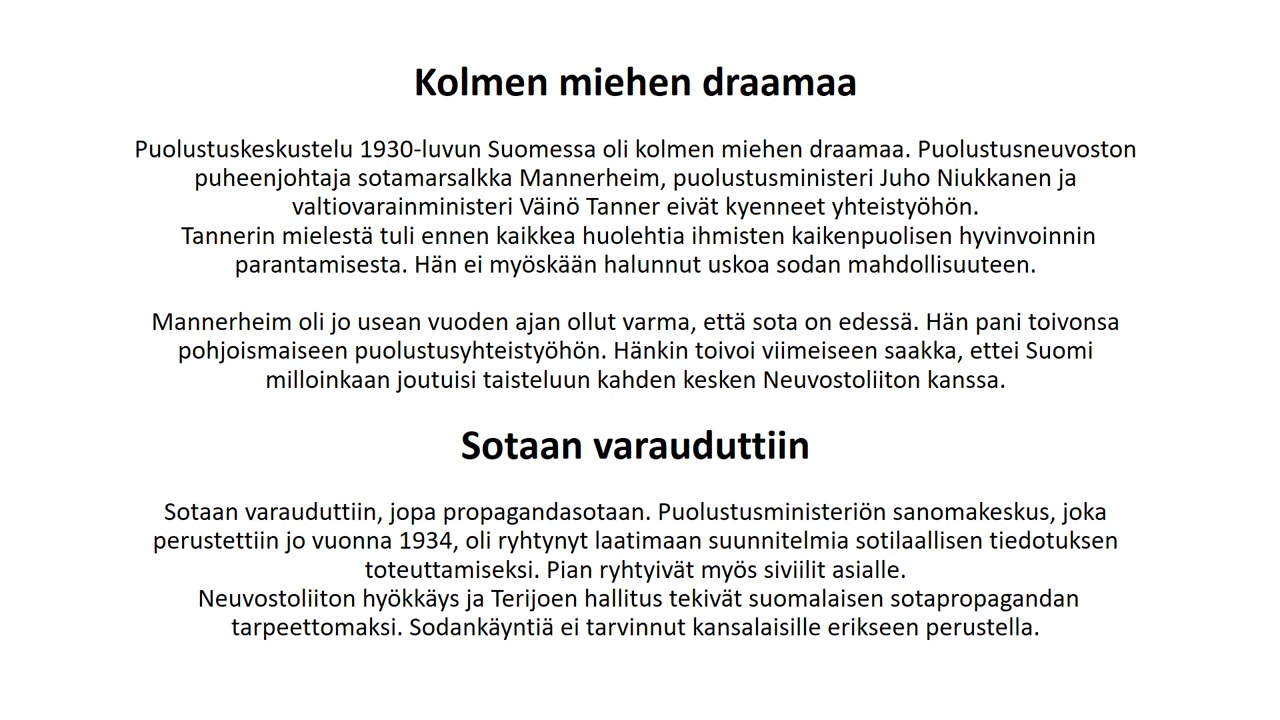 Kolmen miehen draamaa
Puolustuskeskustelu 1930-luvun Suomessa oli kolmen miehen draamaa. Puolustusneuvoston
puheenjohtaja sotamarsalkka Mannerheim, puolustusministeri Juho Niukkanen ja
valtiovarainministeri Väinö Tanner eivät kyenneet yhteistyöhön.
Tannerin mielestä tuli ennen kaikkea huolehtia ihmisten kaikenpuolisen hyvinvoinnin
parantamisesta. Hän ei myöskään halunnut uskoa sodan mahdollisuuteen.
Mannerheim oli jo usean vuoden ajan ollut varma, että sota on edessä. Hän pani toivonsa
pohjoismaiseen puolustusyhteistyöhön. Hänkin toivoi viimeiseen saakka, ettei Suomi
milloinkaan joutuisi taisteluun kahden kesken Neuvostoliiton kanssa.
Sotaan varauduttiin
Sotaan varauduttiin, jopa propagandasotaan. Puolustusministeriön sanomakeskus, joka
perustettiin jo vuonna 1934, oli ryhtynyt laatimaan suunnitelmia sotilaallisen tiedotuksen
toteuttamiseksi. Pian ryhtyivät myös siviilit asialle.
Neuvostoliiton hyökkäys ja Terijoen hallitus tekivät suomalaisen sotapropagandan
tarpeettomaksi. Sodankäyntiä ei tarvinnut kansalaisille erikseen perustella.